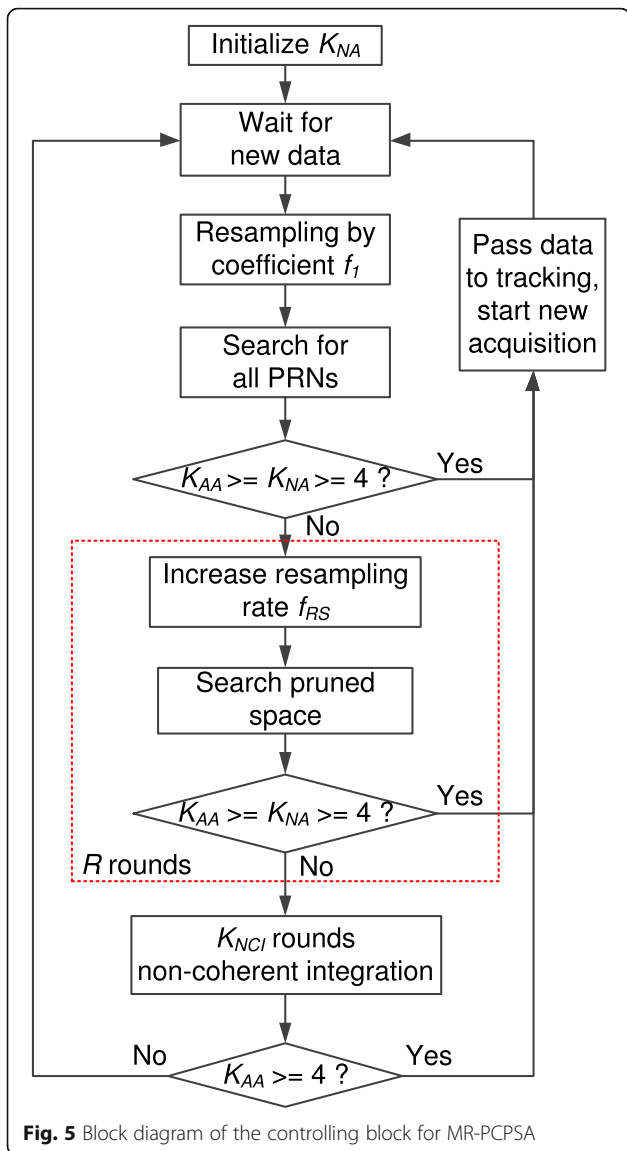 Initialize K_NA
Wait for
new data
Resampling by
coefficient f_1
Pass data
to tracking,
start new
acquisition
Search for
all PRNs
K_AA >= K_NA >= 4 ?
Yes
No
Increase resampling
rate f_RS
Search pruned
space
K_AA >= K_NA >= 4 ?
Yes
R rounds
No
K_NCI rounds
non-coherent integration
No
K_AA >= 4 ?
Yes
Fig. 5 Block diagram of the controlling block for MR-PCPSA